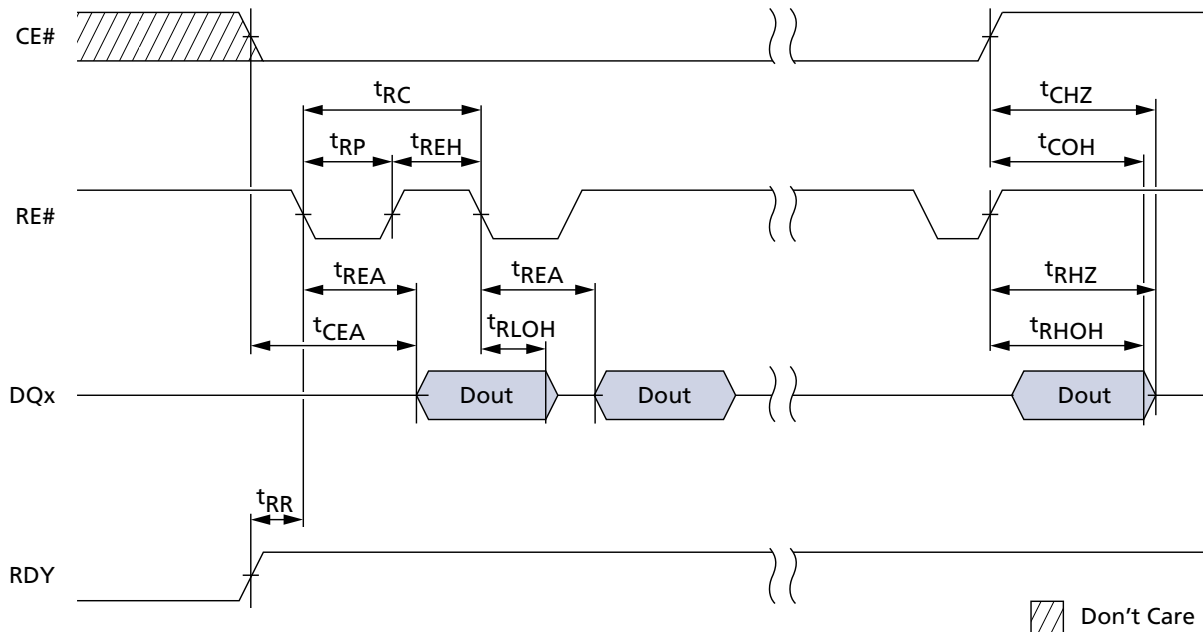 CE#
tRC
tCHZ
tRP
tREH
tCOH
RE#
tREA
tREA
tRHZ
tCEA
tRLOH
tRHOH
DQx
Dout
Dout
Dout
tRR
RDY
Don't Care